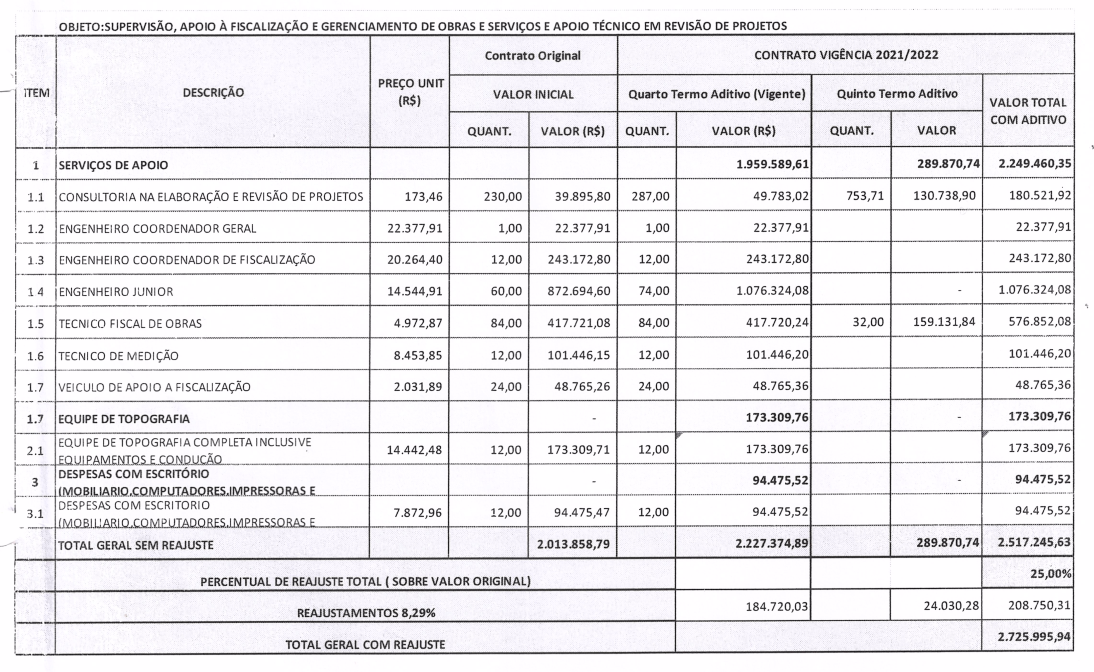 OBJETO:SUPERVISÃO, APOIO À FISCALIZAÇÃO E GERENCIAMENTO DE OBRAS E SERVIÇOS E APOIO TÉCNICO EM REVISÃO DE PROJETOS
ITEM DESCRIÇÃO PREÇO UNIT (R$) Contrato Original CONTRATO VIGÊNCIA 2021/2022
VALOR INICIAL Quarto Termo Aditivo (Vigente) Quinto Termo Aditivo VALOR TOTAL COM ADITIVO
QUANT. VALOR (R$) QUANT. VALOR (R$) QUANT. VALOR
1 SERVIÇOS DE APOIO 1.959.589,61 289.870,74 2.249.460,35
1.1 CONSULTORIA NA ELABORAÇÃO E REVISÃO DE PROJETOS 173,46 230,00 39.895,80 287,00 49.783,02 753,71 130.738,90 180.521,92
1.2 ENGENHEIRO COORDENADOR GERAL 22.377,91 1,00 22.377,91 1,00 22.377,91 22.377,91
1.3 ENGENHEIRO COORDENADOR DE FISCALIZAÇÃO 20.264,40 12,00 243.172,80 12,00 243.172,80 243.172,80
1 4 ENGENHEIRO JUNIOR 14.544,91 60,00 872.694,60 74,00 1.076.324,08 - 1.076.324,08
1.5 TECNICO FISCAL DE OBRAS 4.972,87 84,00 417.721,08 84,00 417.720,24 32,00 159.131,84 576.852,08
1.6 TECNICO DE MEDIÇÃO 8.453,85 12,00 101.446,15 12,00 101.446,20 101.446,20
1.7 VEICULO DE APOIO A FISCALIZAÇÃO 2.031,89 24,00 48.765,26 24,00 48.765,36 48.765,36
1.7 EQUIPE DE TOPOGRAFIA - 173.309,76 - 173.309,76
2.1 EQUIPE DE TOPOGRAFIA COMPLETA INCLUSIVE
EQUIPAMENTOS E CONDUÇÃO 14.442,48 12,00 173.309,71 12,00 173.309,76 173.309,76
3 DESPESAS COM ESCRITÓRIO
(MOBILIARIO,COMPUTADORES,IMPRESSORAS E - 94.475,52 - 94.475,52
3.1 DESPESAS COM ESCRITORIO
(MOBILIARIO,COMPUTADORES,IMPRESSORAS E 7.872,96 12,00 94.475,47 12,00 94.475,52 94.475,52
TOTAL GERAL SEM REAJUSTE 2.013.858,79 2.227.374,89 289.870,74 2.517.245,63
PERCENTUAL DE REAJUSTE TOTAL ( SOBRE VALOR ORIGINAL) 25,00%
REAJUSTAMENTOS 8,29% 184.720,03 24.030,28 208.750,31
TOTAL GERAL COM REAJUSTE 2.725.995,94